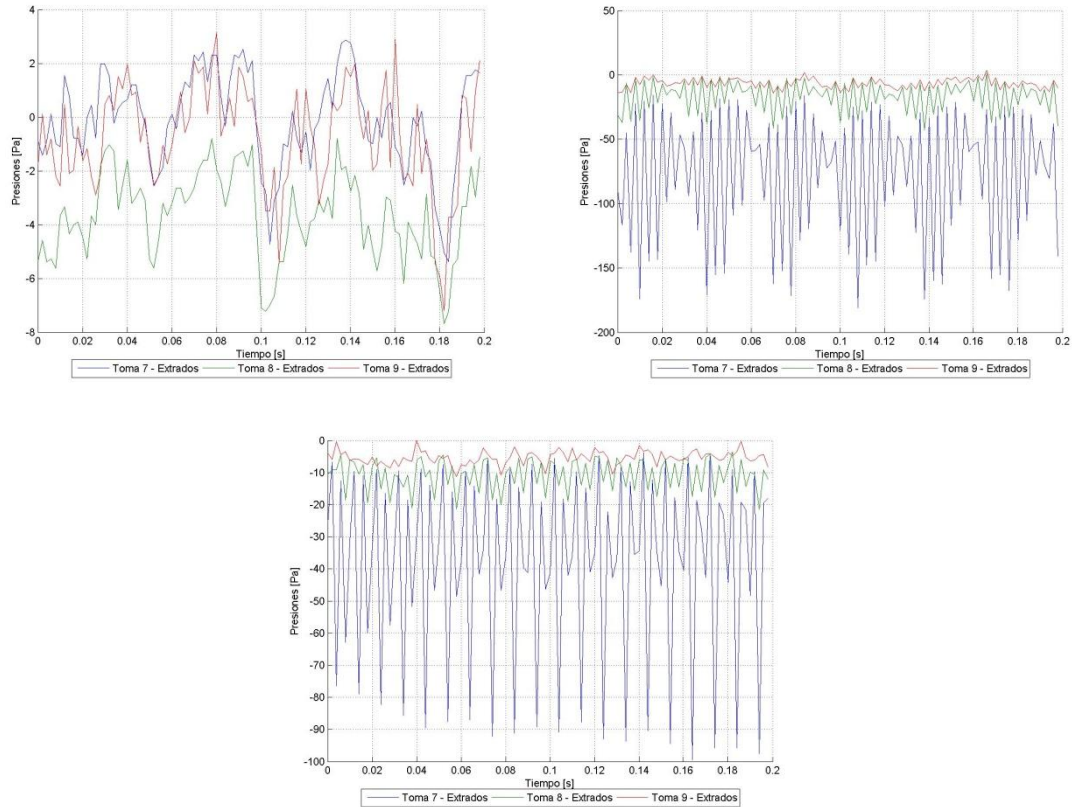 4
2
0
-2
-4
-6
-8
Presiones [Pa]
0 0.02 0.04 0.06 0.08 0.1 0.12 0.14 0.16 0.18 0.2
Tiempo [s]
Toma 7 - Extrados Toma 8 - Extrados Toma 9 - Extrados
50
0
-50
-100
-150
-200
Presiones [Pa]
0 0.02 0.04 0.06 0.08 0.1 0.12 0.14 0.16 0.18 0.2
Tiempo [s]
Toma 7 - Extrados Toma 8 - Extrados Toma 9 - Extrados
0
-10
-20
-30
-40
-50
-60
-70
-80
-90
-100
Presiones [Pa]
0 0.02 0.04 0.06 0.08 0.1 0.12 0.14 0.16 0.18 0.2
Tiempo [s]
Toma 7 - Extrados Toma 8 - Extrados Toma 9 - Extrados